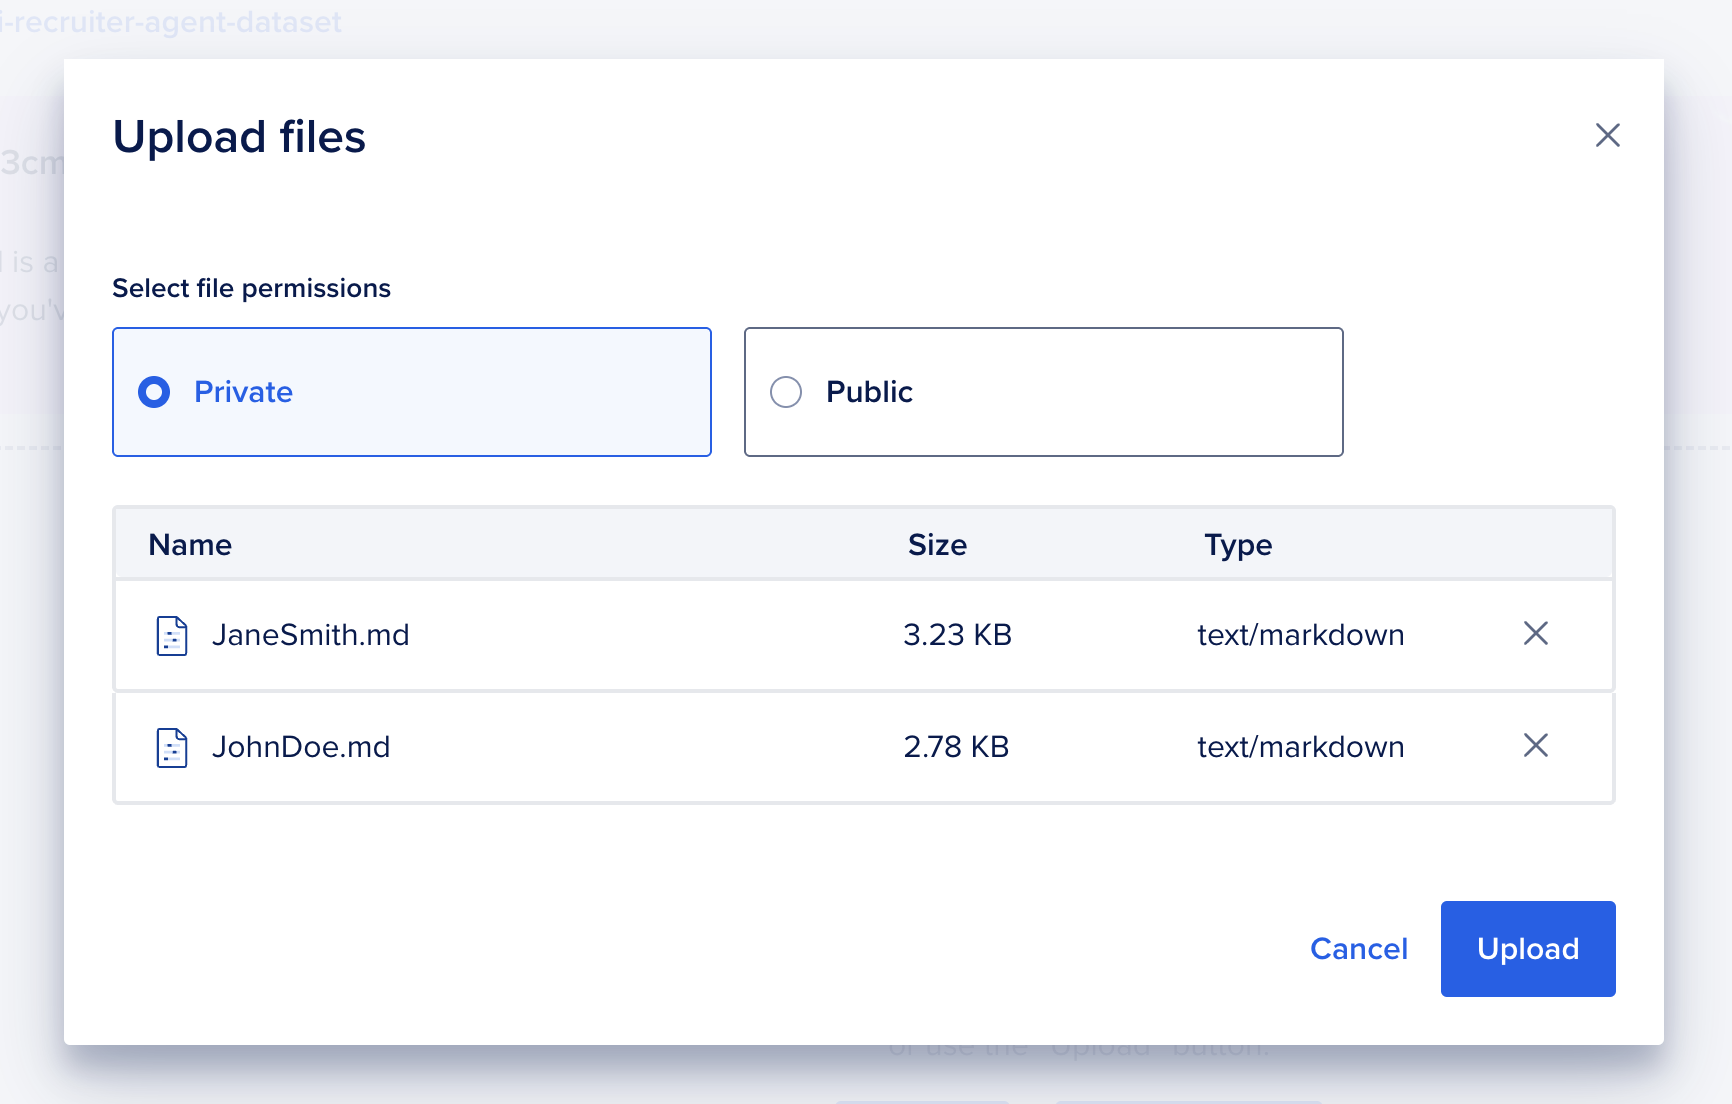 i-recruiter-agent-dataset
Upload files
3cm
is a
you'v
Select file permissions
Private
Public
Name Size Type
JaneSmith.md 3.23 KB text/markdown
JohnDoe.md 2.78 KB text/markdown
Cancel
Upload
or use the "Upload" button.